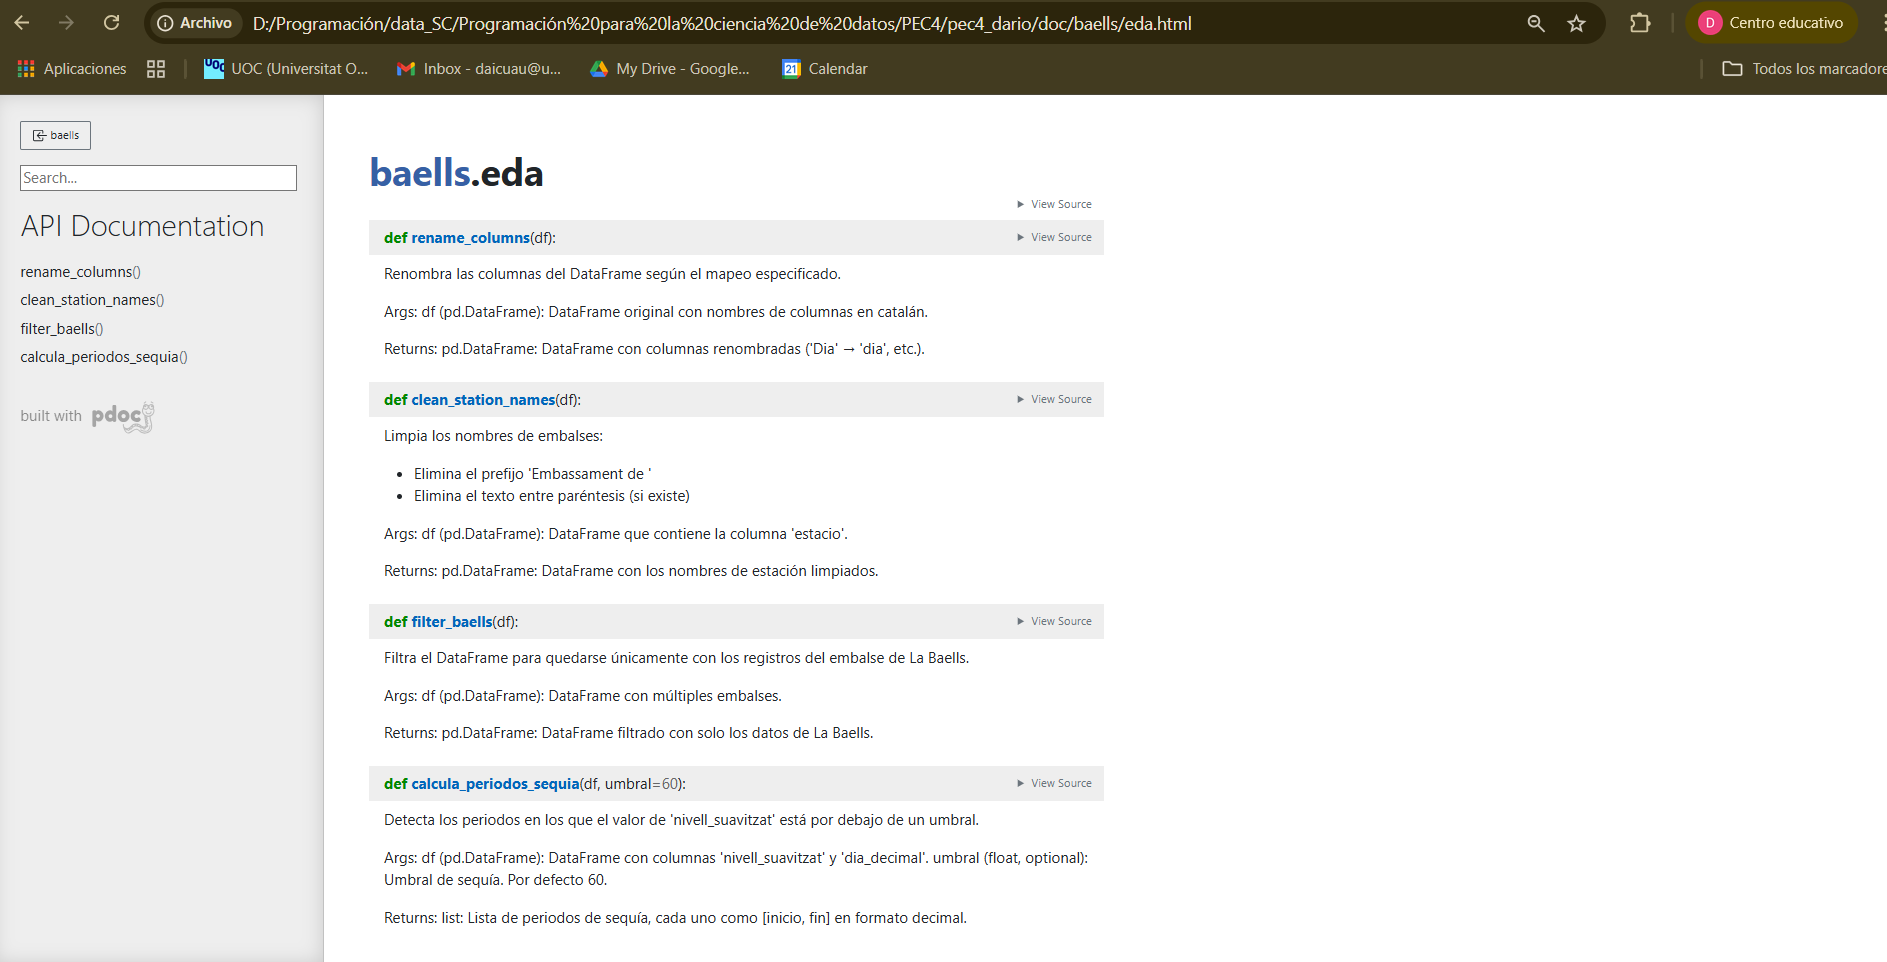 Archivo D:/Programación/data_SC/Programación%20para%20la%20ciencia%20de%20datos/PEC4/pec4_dario/doc/baells/eda.html D Centro educativo
Aplicaciones UOC UOC (Universitat O... Inbox - daicuau@u... My Drive - Google... 21 Calendar
baells
Search...
API Documentation
rename_columns()
clean_station_names()
filter_baells()
calcula_periodos_sequia()
built with pdoc
baells.eda
View Source
def rename_columns(df): View Source
Renombra las columnas del DataFrame según el mapeo especificado.
Args: df (pd.DataFrame): DataFrame original con nombres de columnas en catalán.
Returns: pd.DataFrame: DataFrame con columnas renombradas ('Dia' → 'dia', etc.).
def clean_station_names(df): View Source
Limpia los nombres de embalses:
• Elimina el prefijo 'Embassament de '
• Elimina el texto entre paréntesis (si existe)
Args: df (pd.DataFrame): DataFrame que contiene la columna 'estacio'.
Returns: pd.DataFrame: DataFrame con los nombres de estación limpiados.
def filter_baells(df): View Source
Filtra el DataFrame para quedarse únicamente con los registros del embalse de La Baells.
Args: df (pd.DataFrame): DataFrame con múltiples embalses.
Returns: pd.DataFrame: DataFrame filtrado con solo los datos de La Baells.
def calcula_periodos_sequia(df, umbral=60): View Source
Detecta los periodos en los que el valor de 'nivell_suavitzat' está por debajo de un umbral.
Args: df (pd.DataFrame): DataFrame con columnas 'nivell_suavitzat' y 'dia_decimal'. umbral (float, optional):
Umbral de sequía. Por defecto 60.
Returns: list: Lista de periodos de sequía, cada uno como [inicio, fin] en formato decimal.
Todos los marcadore